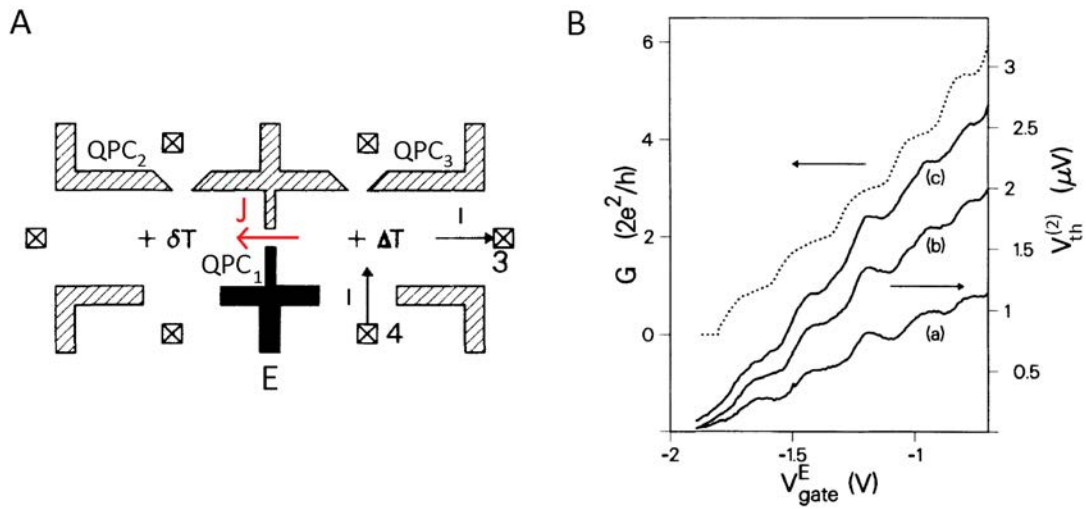 A
B
QPC₂
QPC₃
J
I
+ δT
+ ΔT
3
QPC₁
I
4
E
6
4
2
0
G (2e²/h)
3
2.5
2
1.5
1
0.5
V_th^(2) (μV)
(c)
(b)
(a)
-2
-1.5
-1
V_gate^E (V)